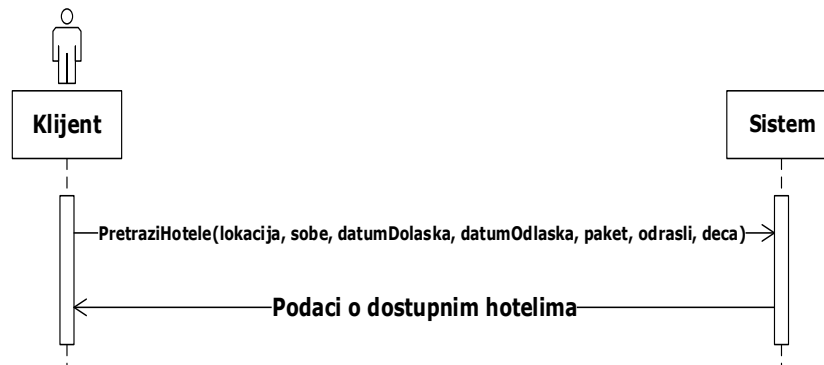 Klijent
Sistem
PretraziHotele(lokacija, sobe, datumDolaska, datumOdlaska, paket, odrasli, deca)
Podaci o dostupnim hotelima